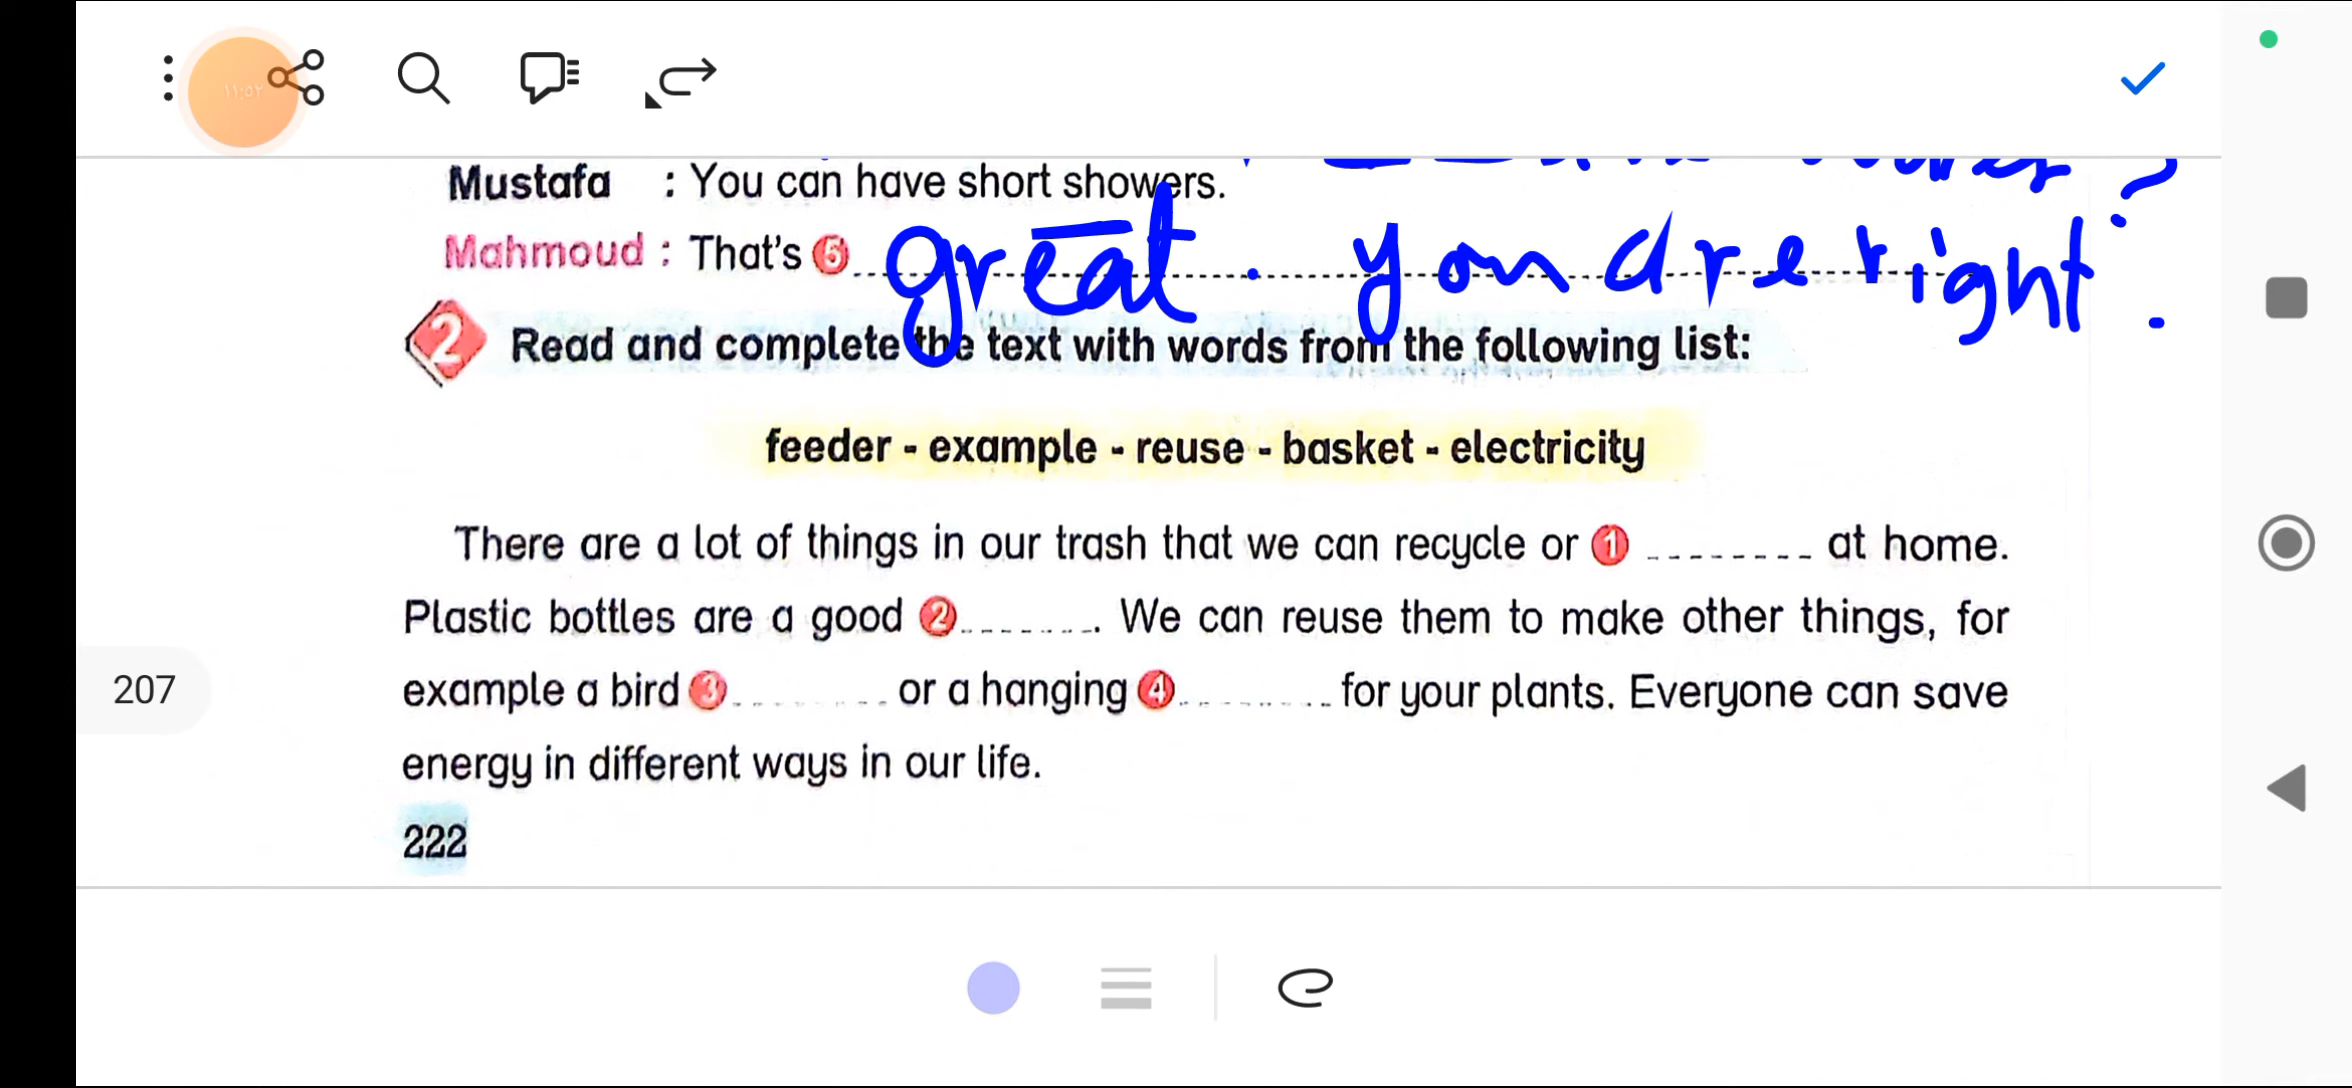 ١١:٥٢
Mustafa : You can have short showers.
Mahmoud : That's 5 great. you are right.
2 Read and complete the text with words from the following list:
feeder - example - reuse - basket - electricity
There are a lot of things in our trash that we can recycle or 1 ........ at home.
Plastic bottles are a good 2 ........ . We can reuse them to make other things, for
207
example a bird 3 ........ or a hanging 4 ........ for your plants. Everyone can save
energy in different ways in our life.
222